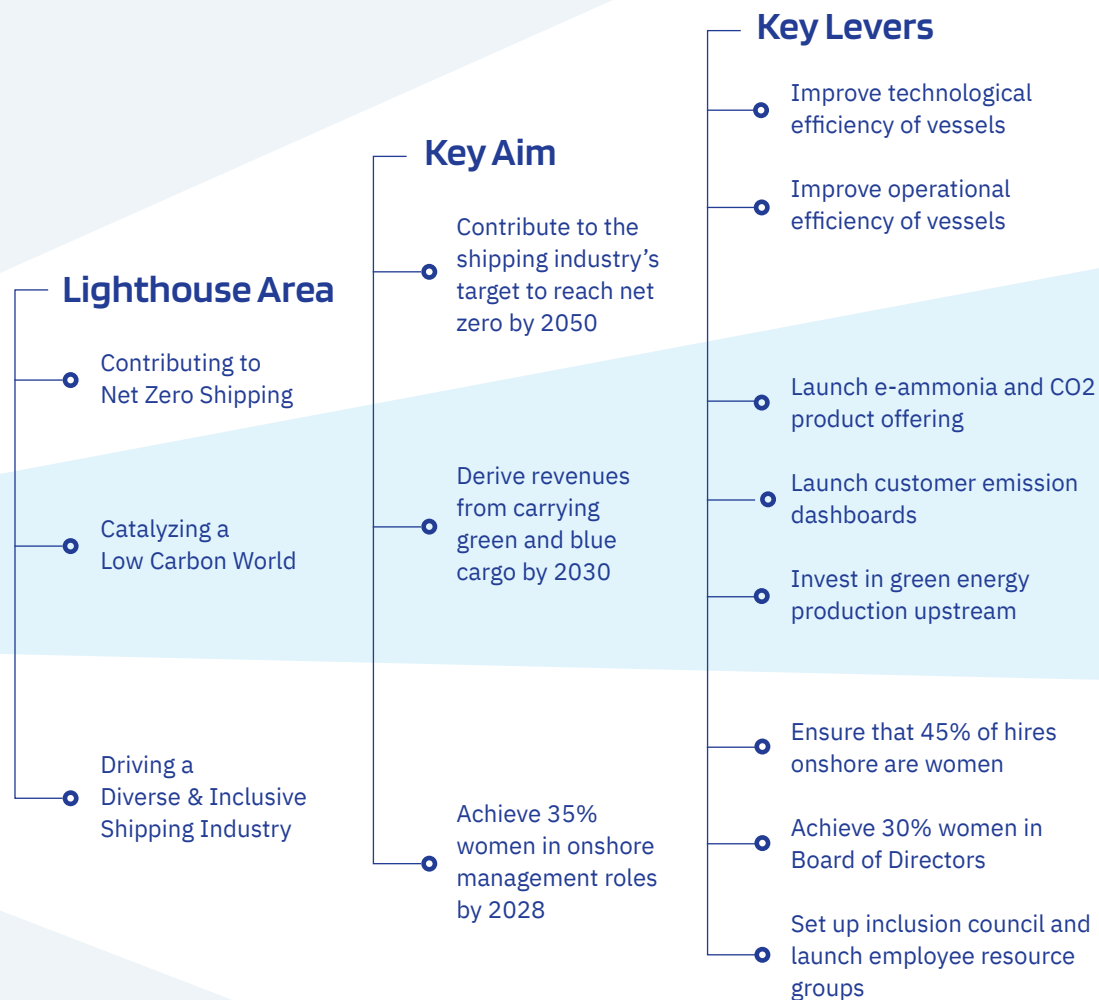 Lighthouse Area
Contributing to
Net Zero Shipping
Catalyzing a
Low Carbon World
Driving a
Diverse & Inclusive
Shipping Industry
Key Aim
Contribute to the
shipping industry’s
target to reach net
zero by 2050
Derive revenues
from carrying
green and blue
cargo by 2030
Achieve 35%
women in onshore
management roles
by 2028
Key Levers
Improve technological
efficiency of vessels
Improve operational
efficiency of vessels
Launch e-ammonia and CO2
product offering
Launch customer emission
dashboards
Invest in green energy
production upstream
Ensure that 45% of hires
onshore are women
Achieve 30% women in
Board of Directors
Set up inclusion council and
launch employee resource
groups